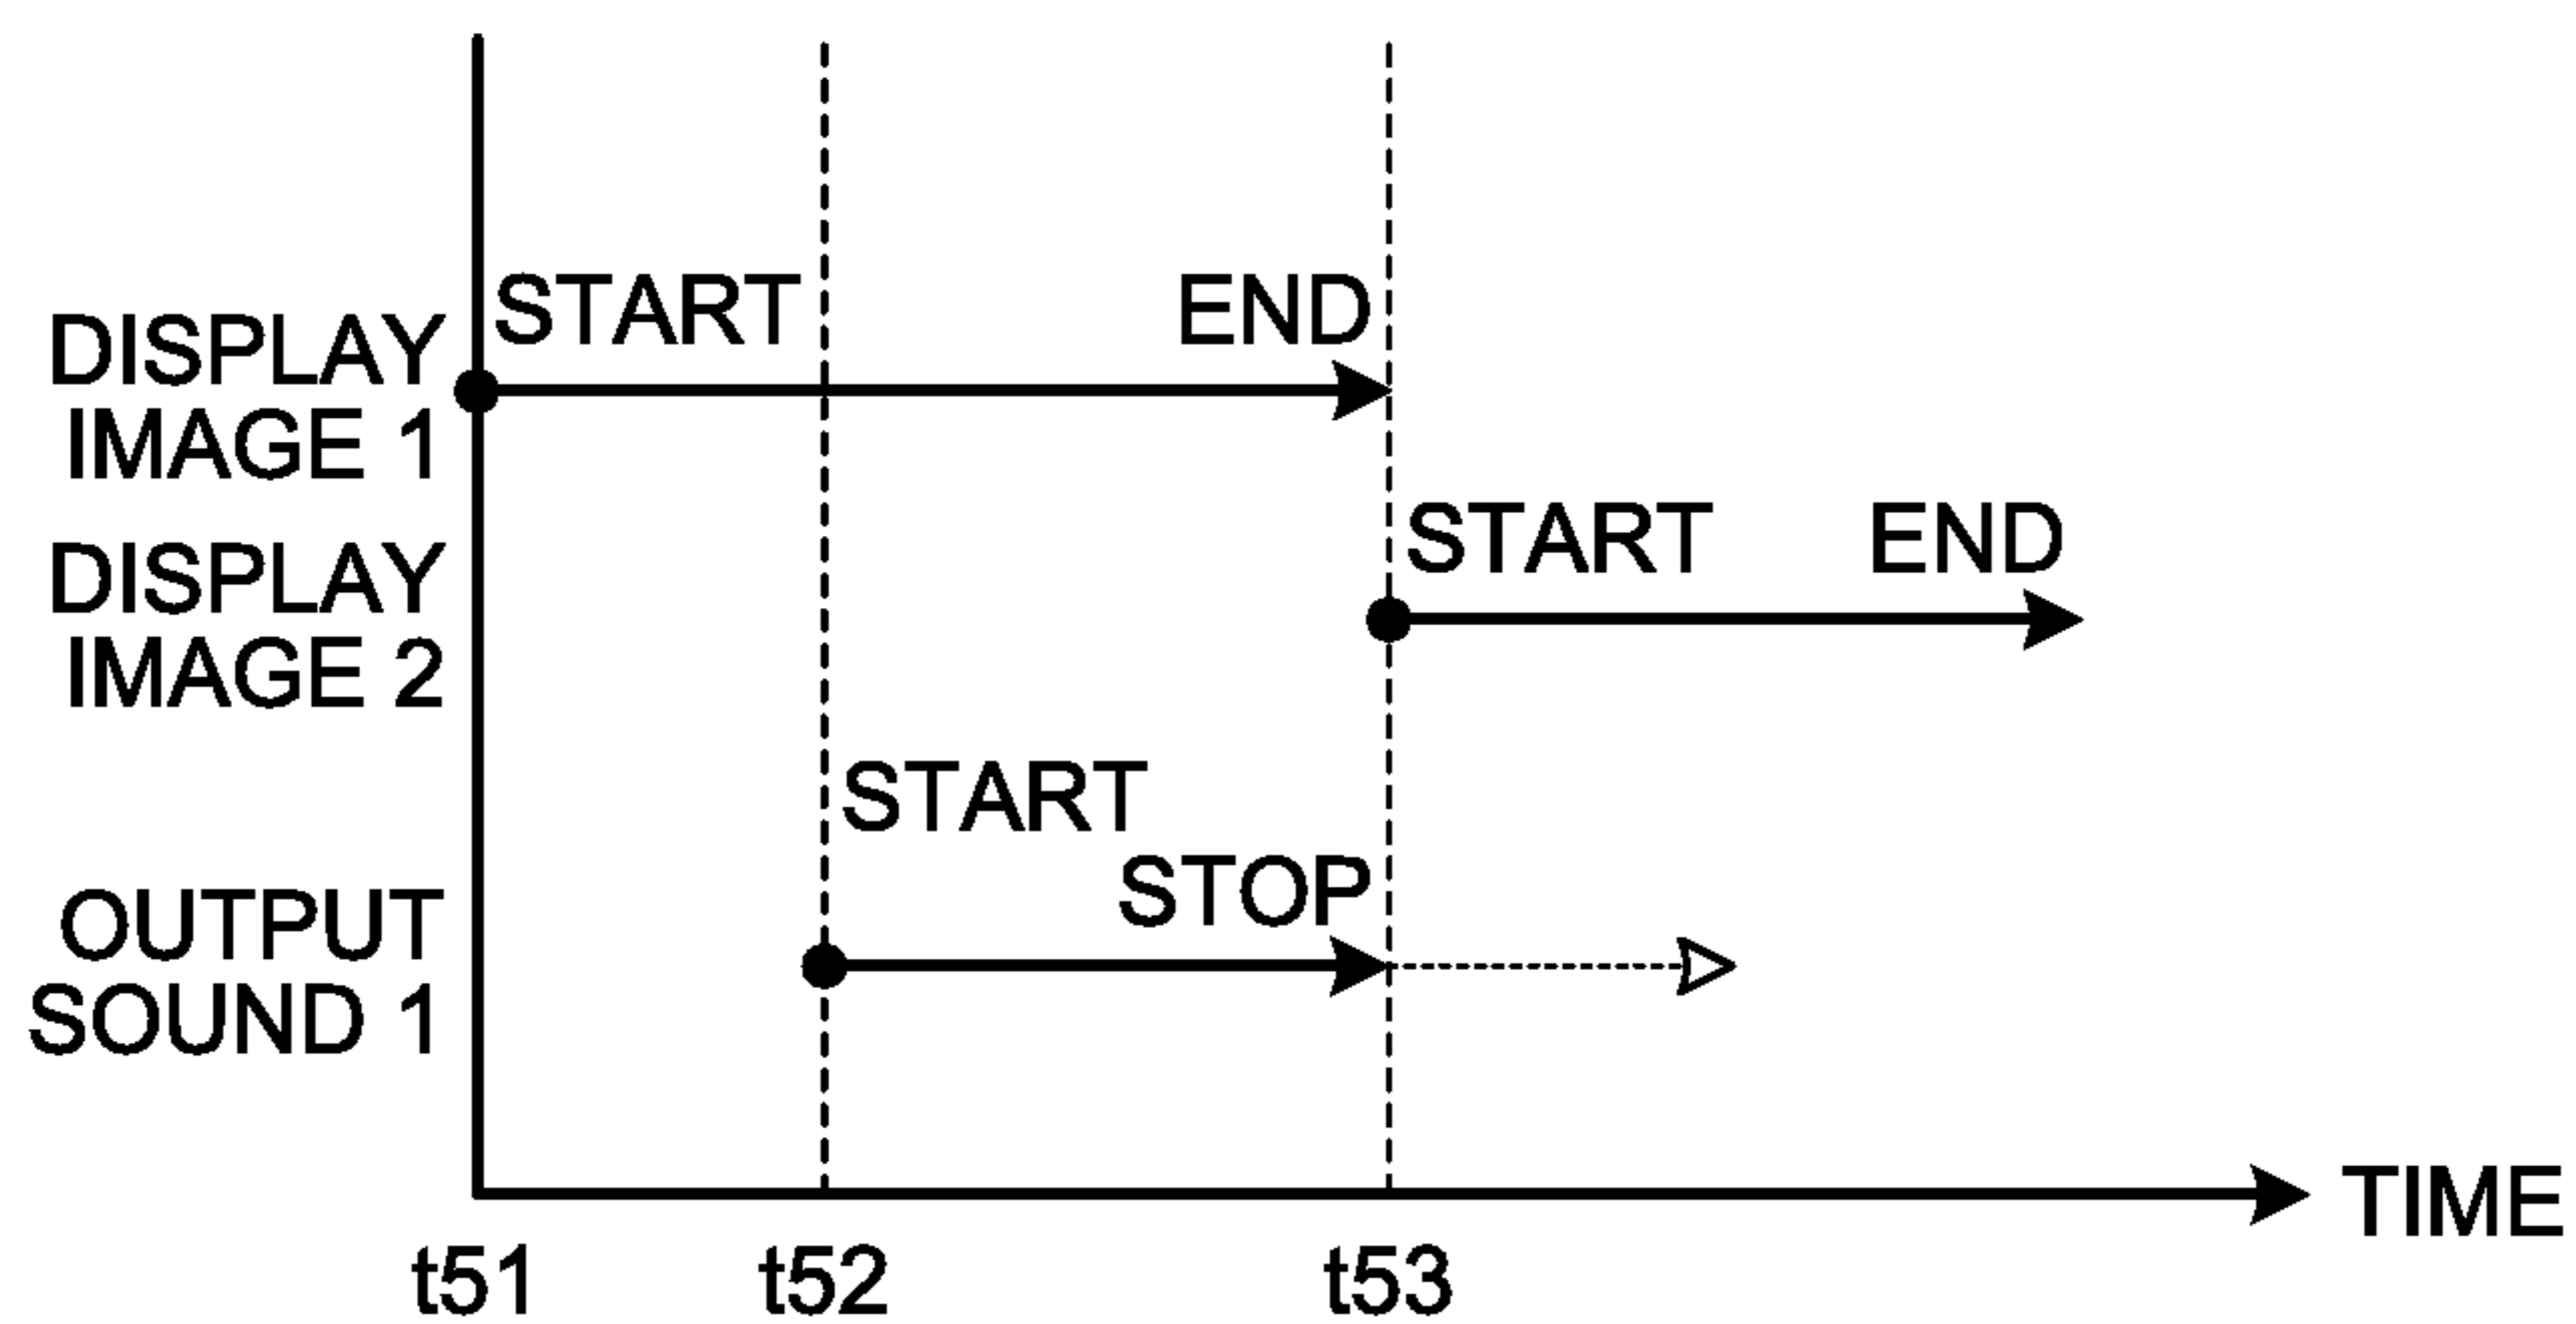 START
END
DISPLAY
IMAGE 1
START
END
DISPLAY
IMAGE 2
START
STOP
OUTPUT
SOUND 1
TIME
t51
t52
t53